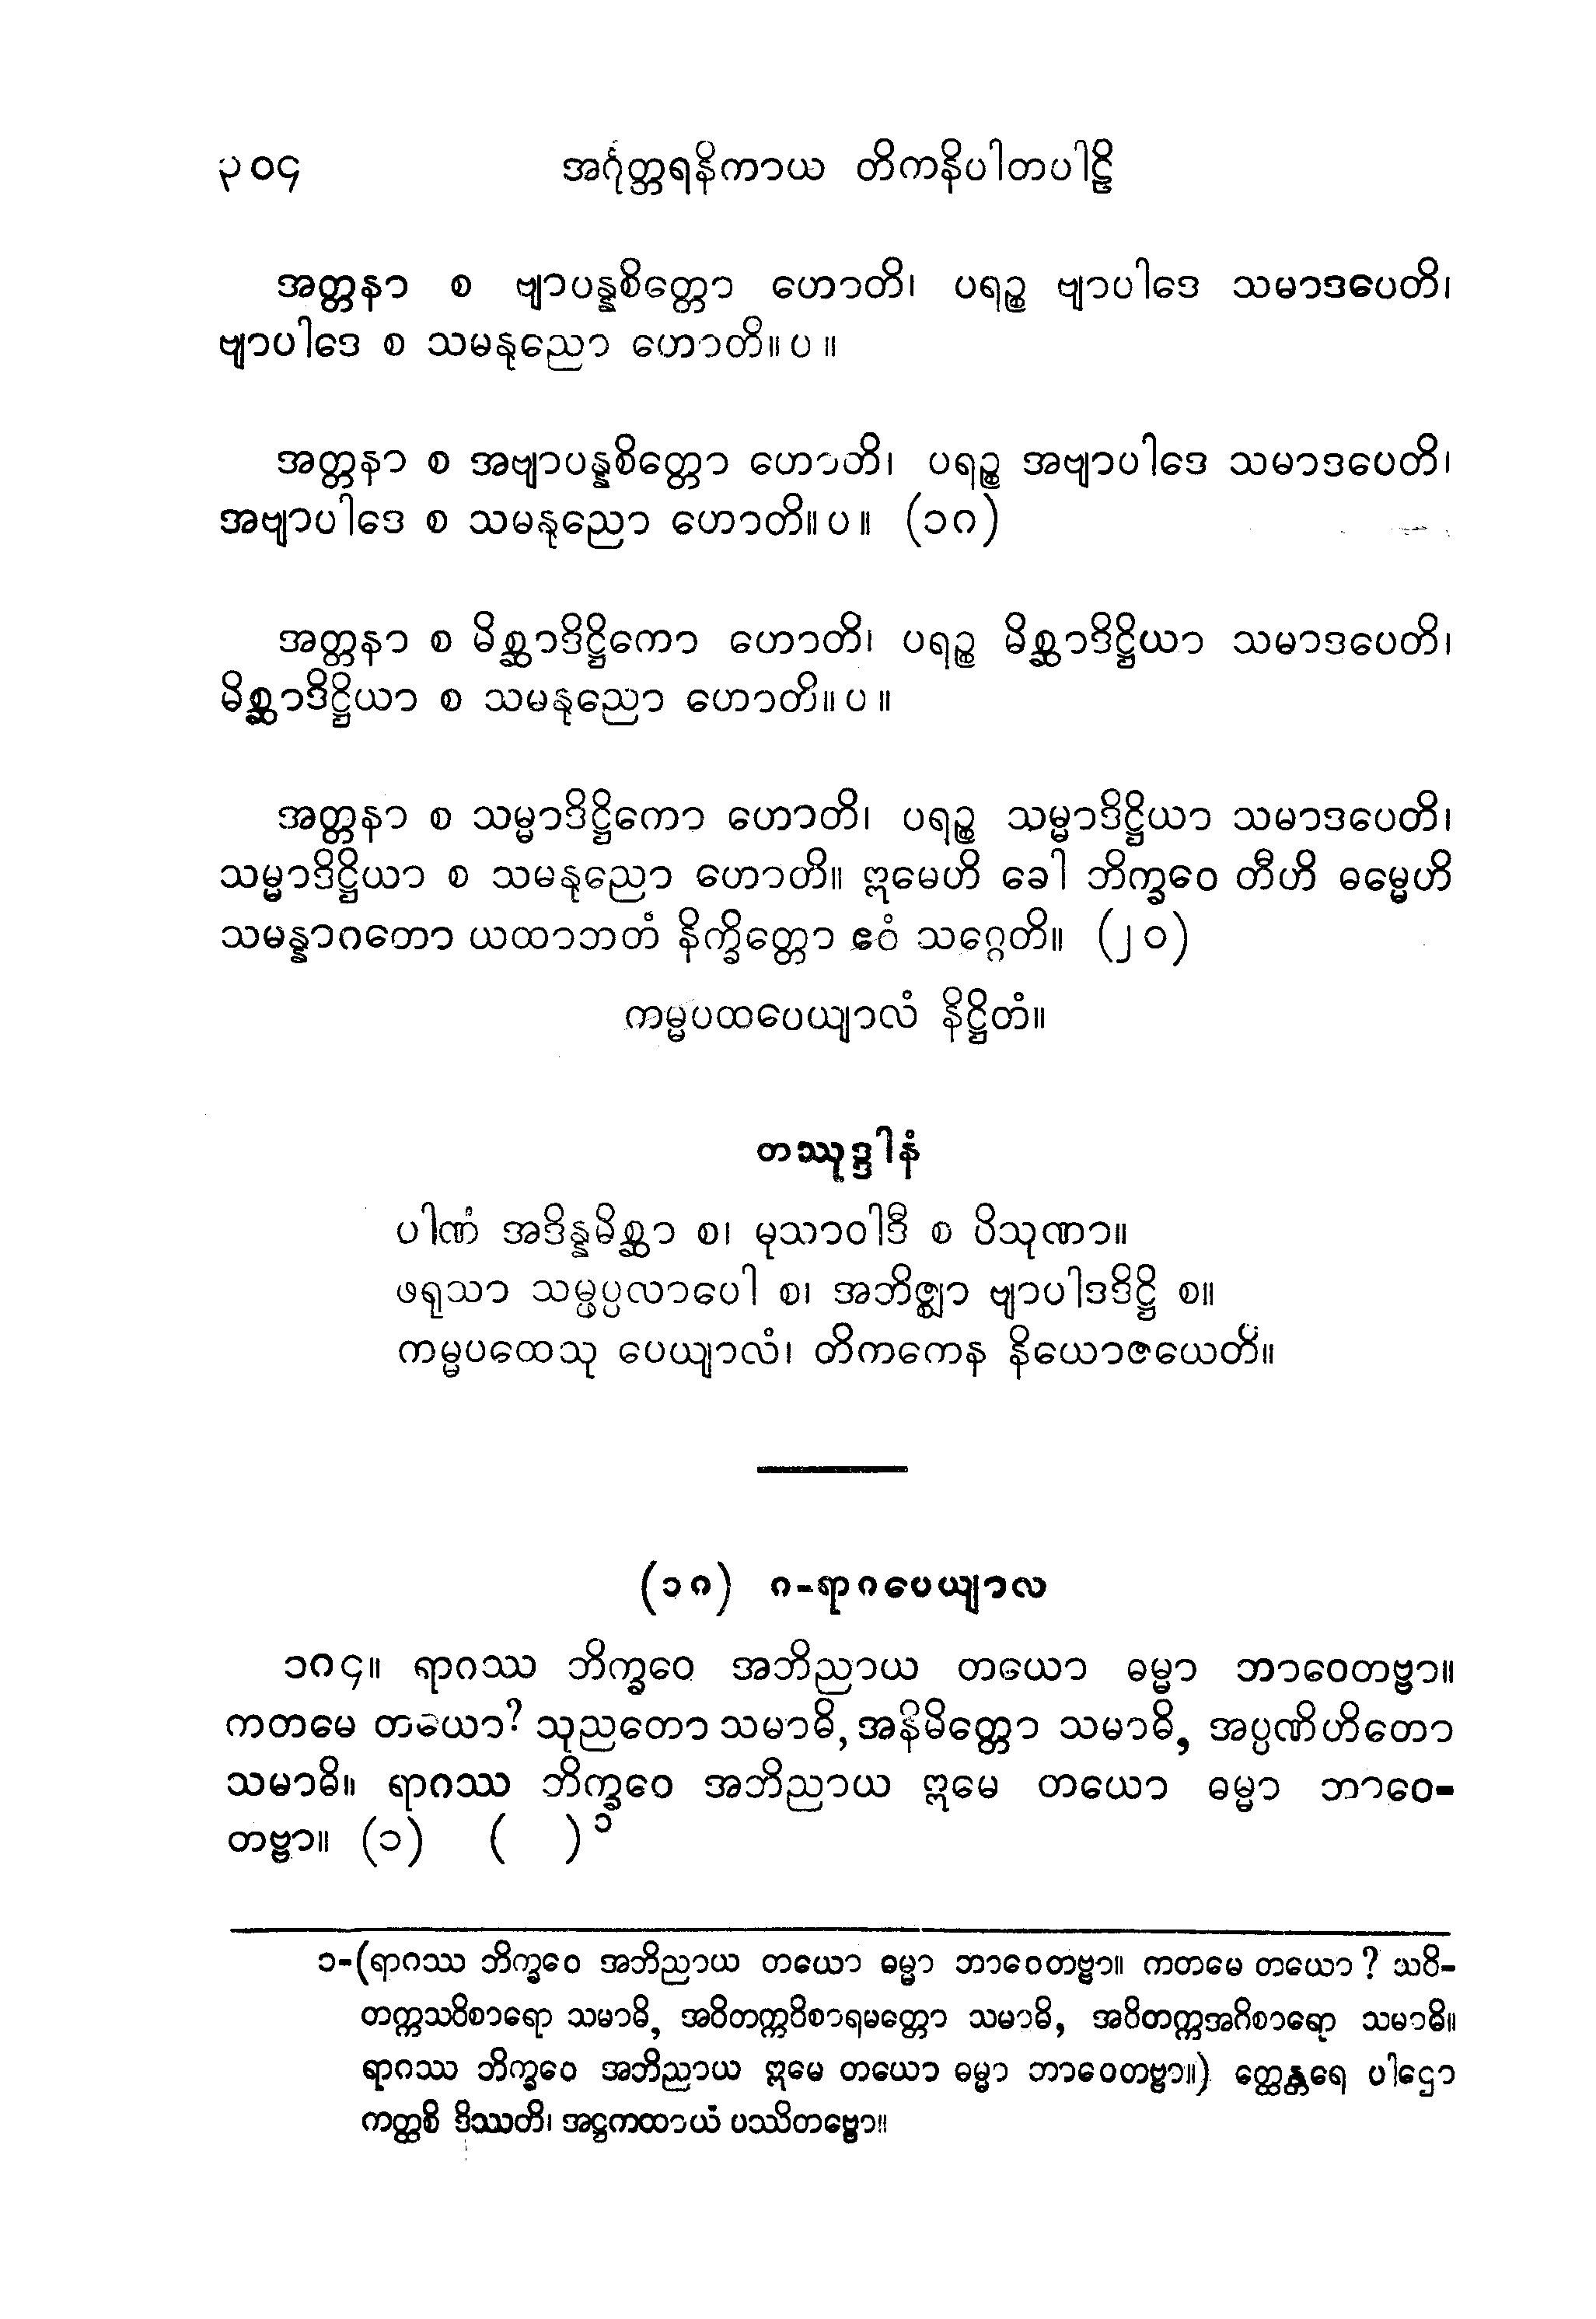 ၃၀၄ အင်္ဂုတ္တရနိကာယ တိကနိပါတပါဠိ
အတ္တနာ စ ဗျာပန္နစိတ္တော ဟောတိ၊ ပရဉ္စ ဗျာပါဒေ သမာဒပေတိ၊
ဗျာပါဒေ စ သမနုညော ဟောတိ။ ပ ။
အတ္တနာ စ အဗျာပန္နစိတ္တော ဟောတိ၊ ပရဉ္စ အဗျာပါဒေ သမာဒပေတိ၊
အဗျာပါဒေ စ သမနုညော ဟောတိ။ ပ ။ (၁၈)
အတ္တနာ စ မိစ္ဆာဒိဋ္ဌိကော ဟောတိ၊ ပရဉ္စ မိစ္ဆာဒိဋ္ဌိယာ သမာဒပေတိ၊
မိစ္ဆာဒိဋ္ဌိယာ စ သမနုညော ဟောတိ။ ပ ။
အတ္တနာ စ သမ္မာဒိဋ္ဌိကော ဟောတိ၊ ပရဉ္စ သမ္မာဒိဋ္ဌိယာ သမာဒပေတိ၊
သမ္မာဒိဋ္ဌိယာ စ သမနုညော ဟောတိ။ ဣမေဟိ ခေါ ဘိက္ခဝေ တီဟိ ဓမ္မေဟိ
သမန္နာဂတော ယထာဘတံ နိက္ခိတ္တော ဧဝံ သဂ္ဂေတိ။ (၂၀)
ကမ္မပထပေယျာလံ နိဋ္ဌိတံ။
တဿုဒ္ဒါနံ
ပါဏံ အဒိန္နမိစ္ဆာ စ၊ မုသာဝါဒီ စ ပိသုဏာ။
ဖရုသာ သမ္ဖပ္ပလာပေါ စ၊ အဘိဇ္ဈာ ဗျာပါဒဒိဋ္ဌိ စ။
ကမ္မပထေသု ပေယျာလံ၊ တိကကေန နိယောဇယေတိ။
(၁၈) ဂ-ရာဂပေယျာလ
၁၈၄။ ရာဂဿ ဘိက္ခဝေ အဘိညာယ တယော ဓမ္မာ ဘာဝေတဗ္ဗာ။
ကတမေ တယော? သုညတော သမာဓိ, အနိမိတ္တော သမာဓိ, အပ္ပဏိဟိတော
သမာဓိ။ ရာဂဿ ဘိက္ခဝေ အဘိညာယ ဣမေ တယော ဓမ္မာ ဘာဝေ-
တဗ္ဗာ။ (၁) ( )၁
၁-(ရာဂဿ ဘိက္ခဝေ အဘိညာယ တယော ဓမ္မာ ဘာဝေတဗ္ဗာ။ ကတမေ တယော? သဝိ-
တက္ကသဝိစာရော သမာဓိ, အဝိတက္ကဝိစာရမတ္တော သမာဓိ, အဝိတက္ကအဝိစာရော သမာဓိ။
ရာဂဿ ဘိက္ခဝေ အဘိညာယ ဣမေ တယော ဓမ္မာ ဘာဝေတဗ္ဗာ။) တ္ထေန္တရေ ပါဌော
ကတ္ထစိ ဒိဿတိ၊ အဋ္ဌကထာယံ ပဿိတဗ္ဗော။